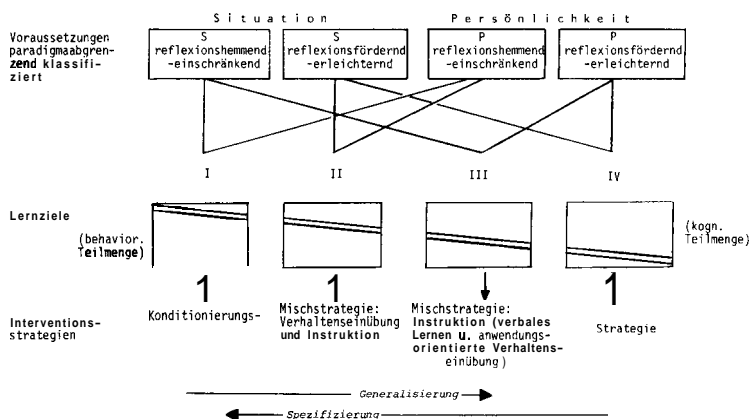 Situation Persönlichkeit
Voraussetzungen
paradigmaabgren-
zend klassifi-
ziert
S
reflexionshemmend
-einschränkend
S
reflexionsfördernd
-erleichternd
P
reflexionshemmend
-einschränkend
P
reflexionsfördernd
-erleichternd
I II III IV
Lernziele
(behavior.
Teilmenge)
(kogn.
Teilmenge)
1 1 1
Interventions-
strategien
Konditionierungs-
Mischstrategie:
Verhaltenseinübung
und Instruktion
Mischstrategie:
Instruktion (verbales
Lernen u. anwendungs-
orientierte Verhaltens-
einübung)
Strategie
Generalisierung
Spezifizierung